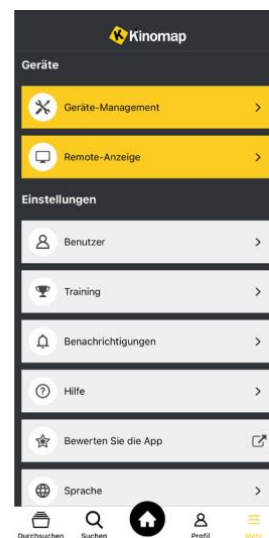 Kinomap
Geräte
Geräte-Management
Remote-Anzeige
Einstellungen
Benutzer
Training
Benachrichtigungen
Hilfe
Bewerten Sie die App
Sprache
Durchsuchen Suchen Profil Mehr